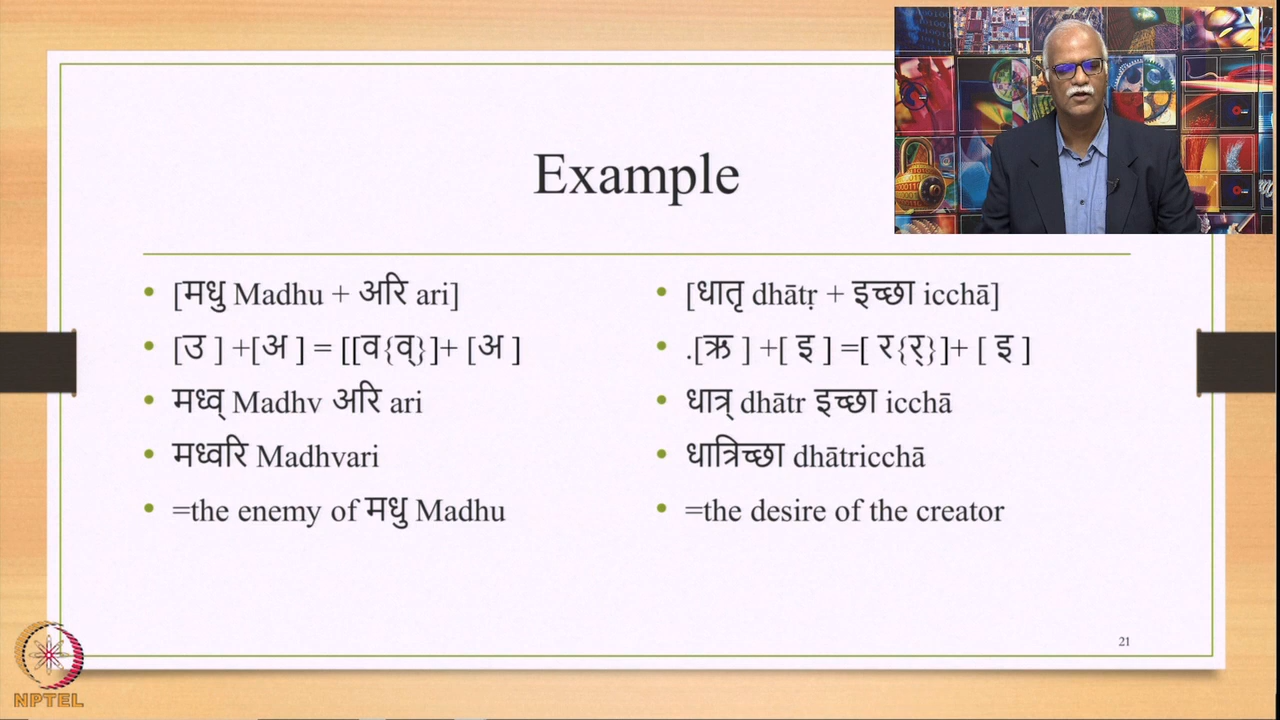 Example
[मधु Madhu + अरि ari]
[उ ] +[अ ] = [[व{व्}]+ [अ ]
मध्व् Madhv अरि ari
मध्वरि Madhvari
=the enemy of मधु Madhu
[धातृ dhātṛ + इच्छा icchā]
.[ऋ ] +[ इ ] =[ र{र्}]+ [ इ ]
धात्र् dhātr इच्छा icchā
धात्रिच्छा dhātricchā
=the desire of the creator
21
NPTEL